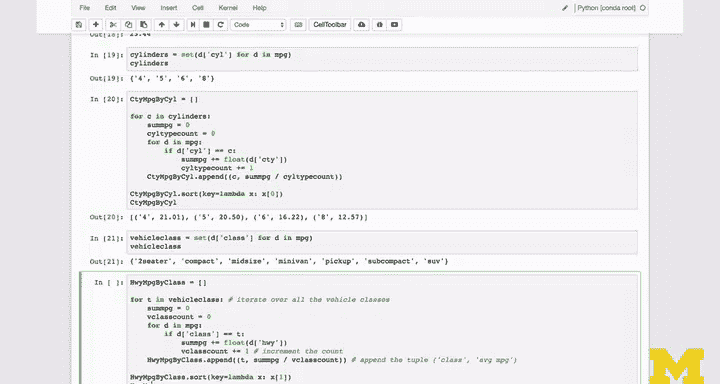 File Edit View Insert Cell Kernel Help
Python [conda root]
Code CellToolbar
Out[18]: 23.44
In [19]: cylinders = set(d['cyl'] for d in mpg)
cylinders
Out[19]: {'4', '5', '6', '8'}
In [20]: CtyMpgByCyl = []
for c in cylinders:
summpg = 0
cyltypecount = 0
for d in mpg:
if d['cyl'] == c:
summpg += float(d['cty'])
cyltypecount += 1
CtyMpgByCyl.append((c, summpg / cyltypecount))
CtyMpgByCyl.sort(key=lambda x: x[0])
CtyMpgByCyl
Out[20]: [('4', 21.01), ('5', 20.50), ('6', 16.22), ('8', 12.57)]
In [21]: vehicleclass = set(d['class'] for d in mpg)
vehicleclass
Out[21]: {'2seater', 'compact', 'midsize', 'minivan', 'pickup', 'subcompact', 'suv'}
In [ ]: HwyMpgByClass = []
for t in vehicleclass: # iterate over all the vehicle classes
summpg = 0
vclasscount = 0
for d in mpg:
if d['class'] == t:
summpg += float(d['hwy'])
vclasscount += 1 # increment the count
HwyMpgByClass.append((t, summpg / vclasscount)) # append the tuple ('class', 'avg mpg')
HwyMpgByClass.sort(key=lambda x: x[1])
M